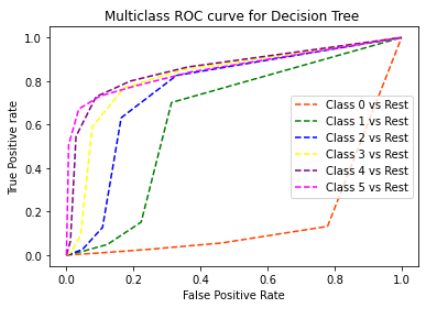 Multiclass ROC curve for Decision Tree
True Positive rate
1.0
0.8
0.6
0.4
0.2
0.0
Class 0 vs Rest
Class 1 vs Rest
Class 2 vs Rest
Class 3 vs Rest
Class 4 vs Rest
Class 5 vs Rest
0.0 0.2 0.4 0.6 0.8 1.0
False Positive Rate